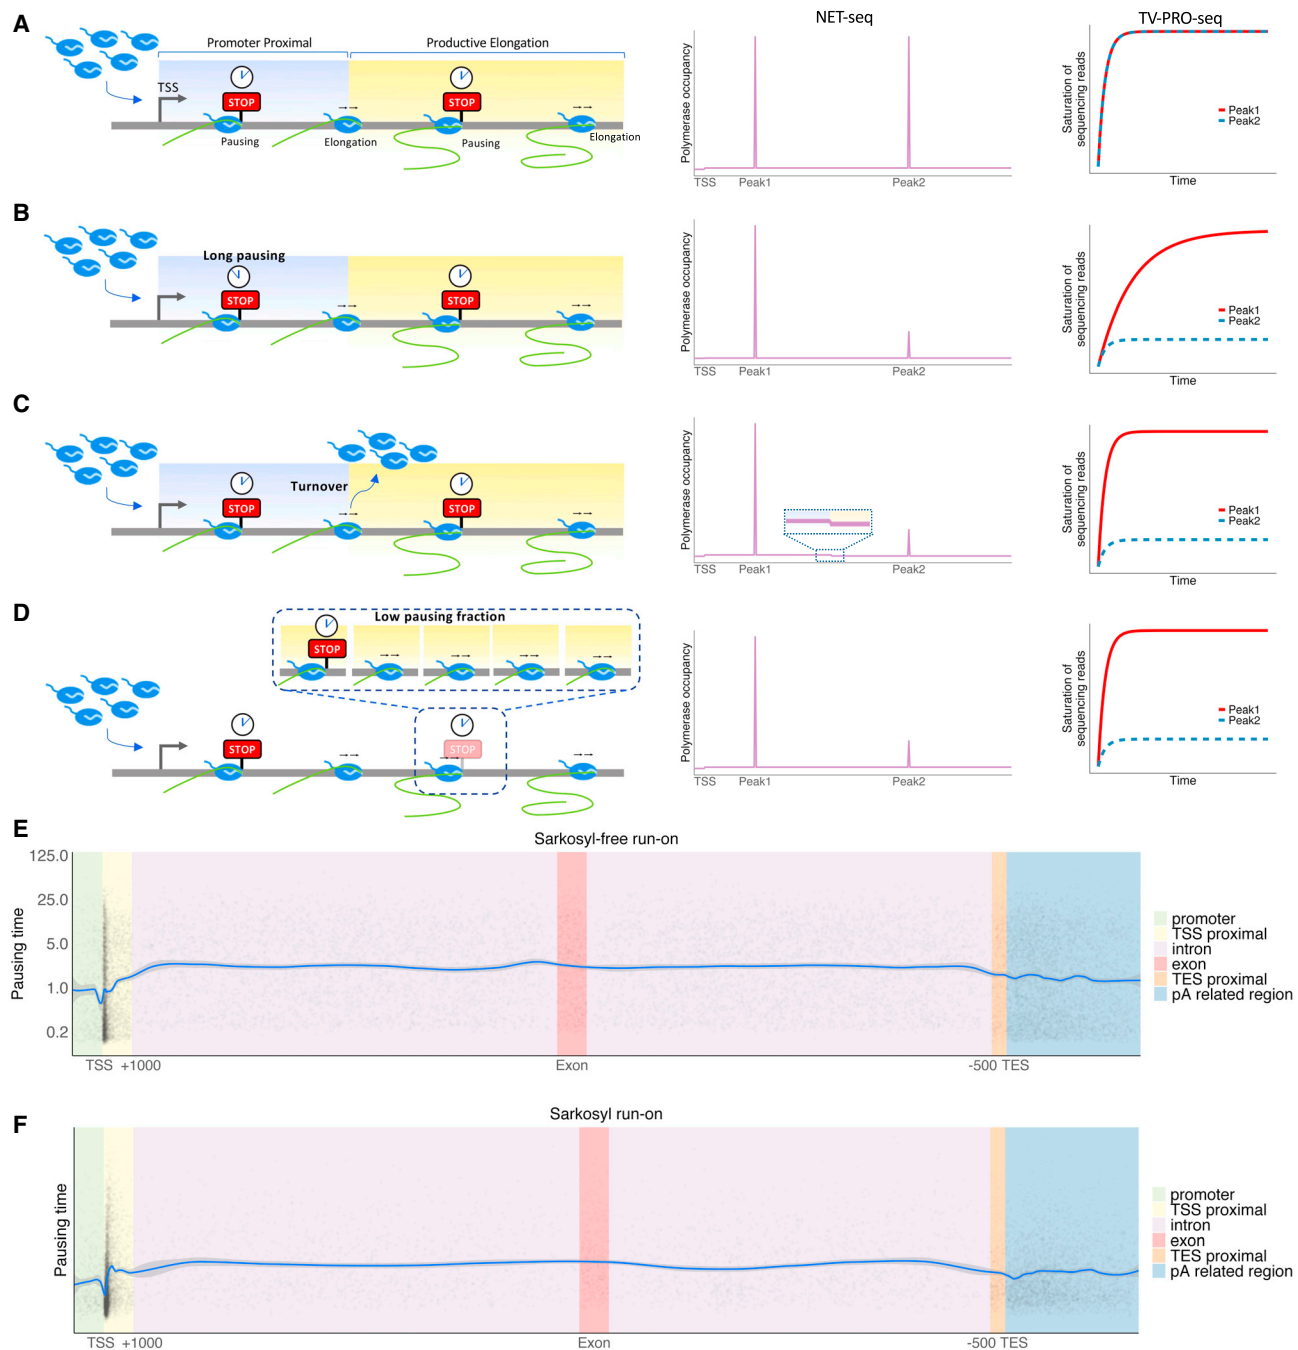 A
NET-seq
TV-PRO-seq
Promoter Proximal
Productive Elongation
TSS
STOP
STOP
Pausing
Elongation
Pausing
Elongation
Polymerase occupancy
TSS
Peak1
Peak2
Saturation of
sequencing reads
Peak1
Peak2
Time
B
Long pausing
STOP
STOP
Polymerase occupancy
TSS
Peak1
Peak2
Saturation of
sequencing reads
Peak1
Peak2
Time
C
Turnover
STOP
STOP
Polymerase occupancy
TSS
Peak1
Peak2
Saturation of
sequencing reads
Peak1
Peak2
Time
D
Low pausing fraction
STOP
STOP
STOP
Polymerase occupancy
TSS
Peak1
Peak2
Saturation of
sequencing reads
Peak1
Peak2
Time
E
Sarkosyl-free run-on
Pausing time
125.0
25.0
5.0
1.0
0.2
TSS +1000
Exon
-500 TES
promoter
TSS proximal
intron
exon
TES proximal
pA related region
F
Sarkosyl run-on
Pausing time
TSS +1000
Exon
-500 TES
promoter
TSS proximal
intron
exon
TES proximal
pA related region